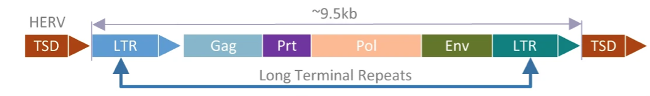 ~9.5kb
HERV
TSD LTR Gag Prt Pol Env LTR TSD
Long Terminal Repeats